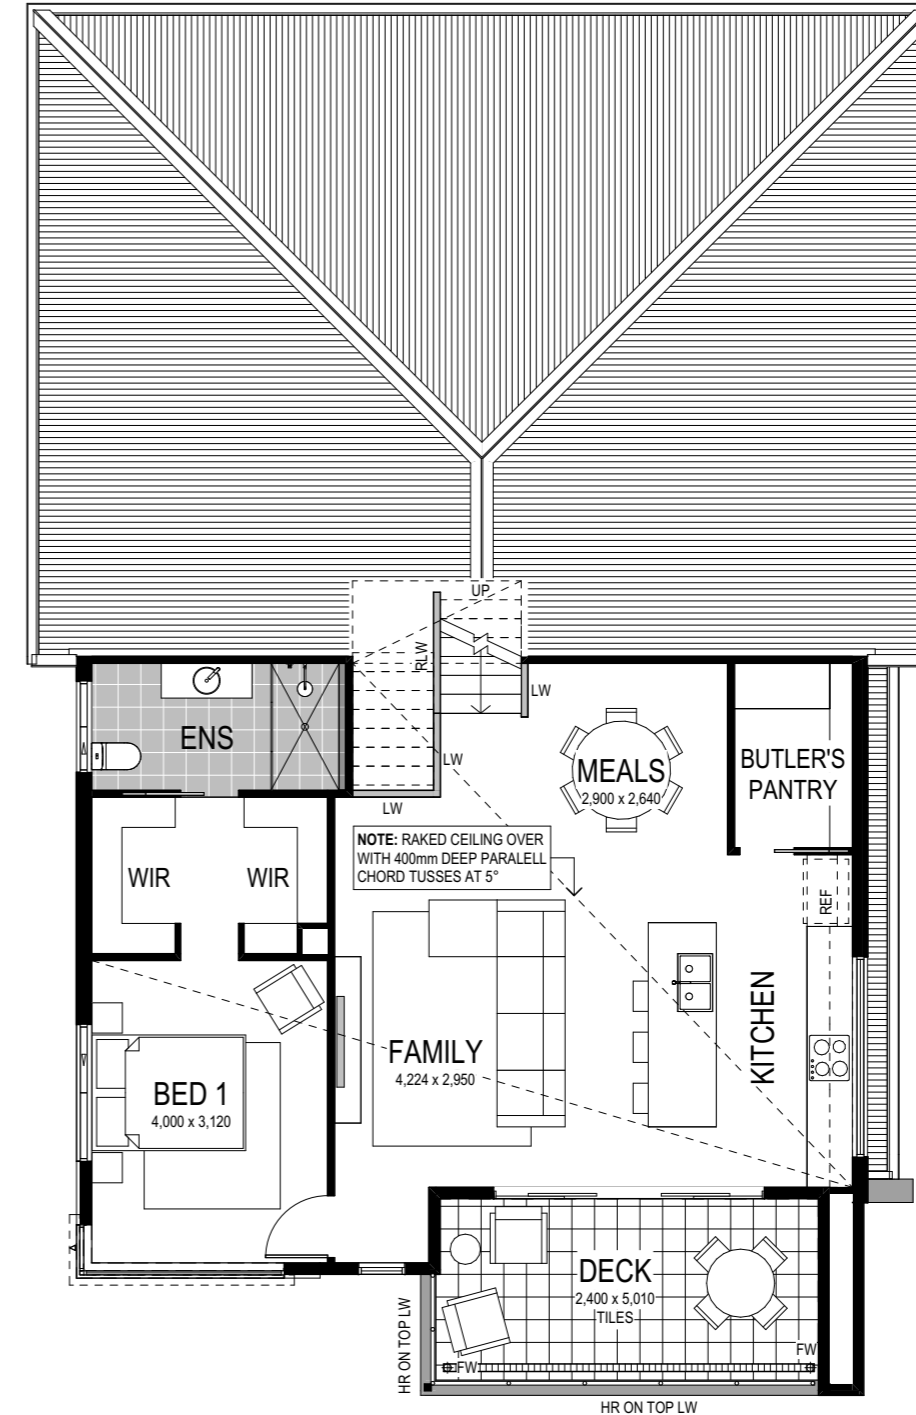 UP
RLW
LW
ENS
MEALS
2,900 x 2,640
BUTLER'S
PANTRY
LW
LW
NOTE: RAKED CEILING OVER
WITH 400mm DEEP PARALELL
CHORD TUSSES AT 5°
WIR
WIR
REF
KITCHEN
FAMILY
4,224 x 2,950
BED 1
4,000 x 3,120
DECK
2,400 x 5,010
TILES
HR ON TOP LW
FW
FW
HR ON TOP LW